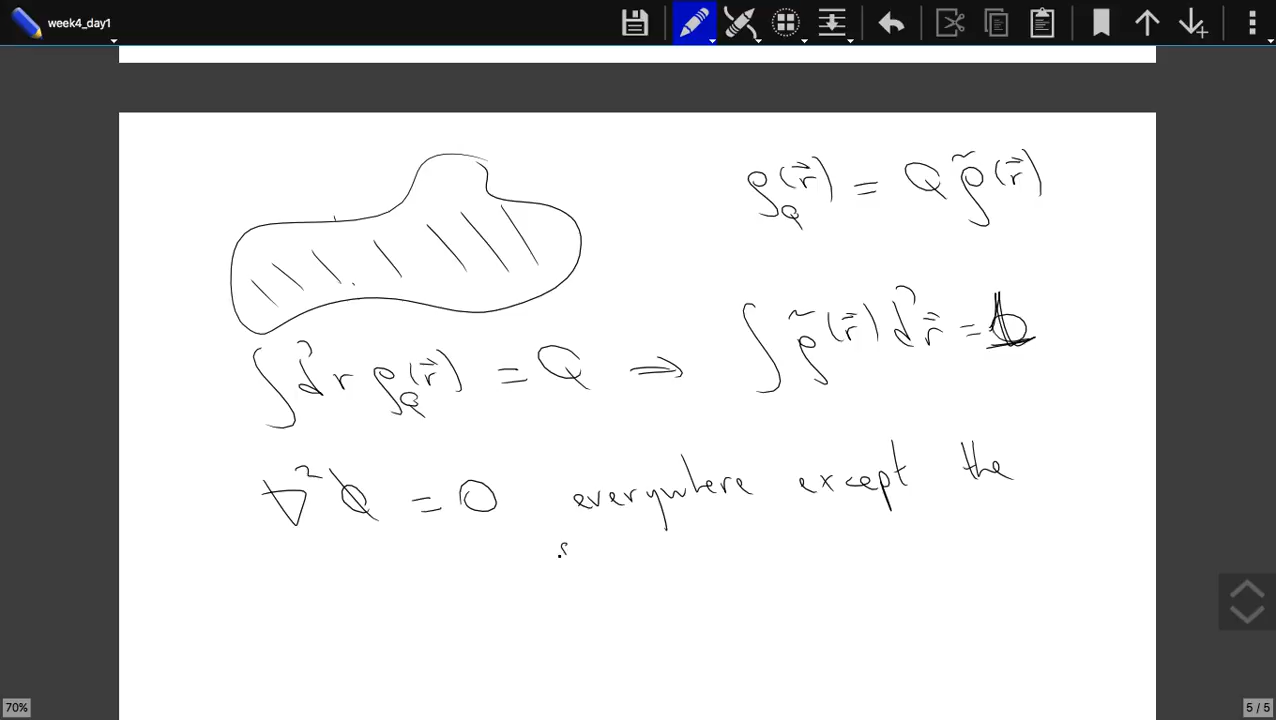 week4_day1
ρ_Q(r⃗) = Q ρ̃(r⃗)
∫ d³r ρ_Q(r⃗) = Q ⇒ ∫ ρ̃(r⃗) d³r⃗ = 1
∇²φ = 0 everywhere except the
s
70%
5 / 5